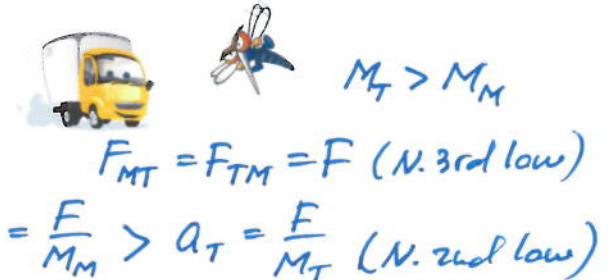 M_T > M_M
F_MT = F_TM = F (N. 3rd low)
= F/M_M > a_T = F/M_T (N. 2nd low)